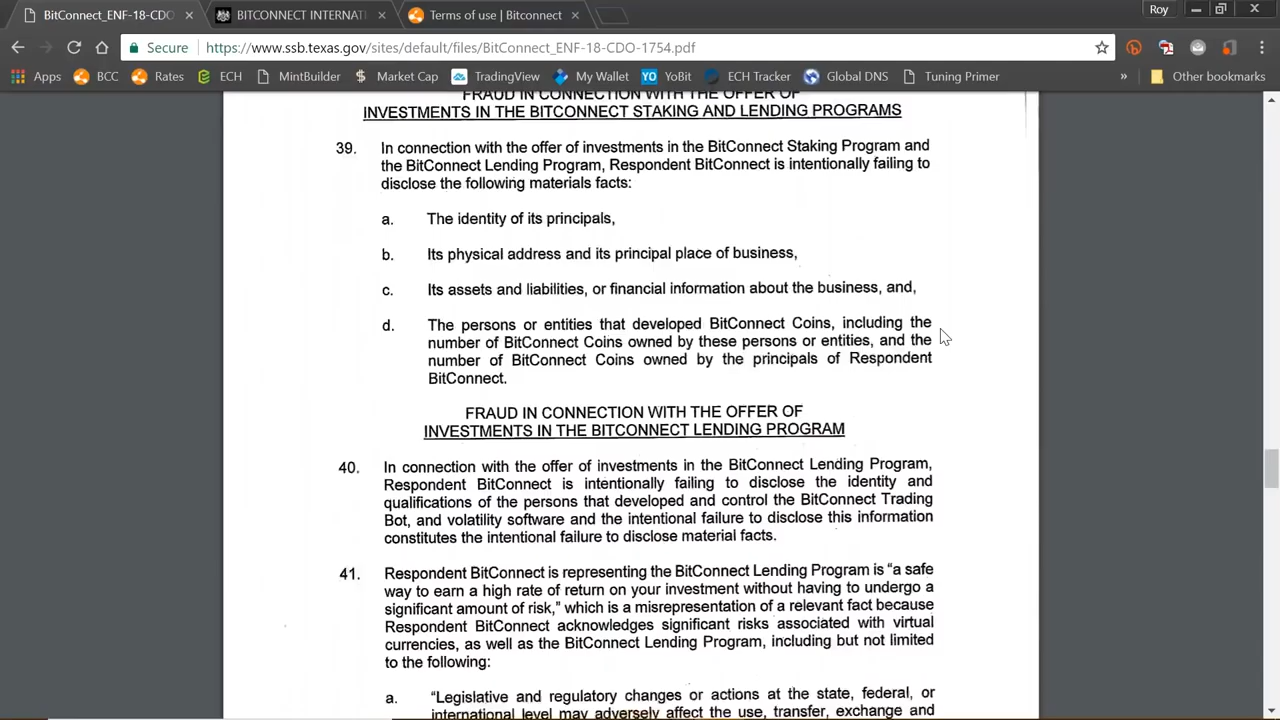 BitConnect_ENF-18-CDO
BITCONNECT INTERNATI
Terms of use | Bitconnect
Roy
Secure
https://www.ssb.texas.gov/sites/default/files/BitConnect_ENF-18-CDO-1754.pdf
Apps BCC Rates ECH MintBuilder Market Cap TradingView My Wallet YoBit ECH Tracker Global DNS Tuning Primer » Other bookmarks
FRAUD IN CONNECTION WITH THE OFFER OF
INVESTMENTS IN THE BITCONNECT STAKING AND LENDING PROGRAMS
39. In connection with the offer of investments in the BitConnect Staking Program and
the BitConnect Lending Program, Respondent BitConnect is intentionally failing to
disclose the following materials facts:
a. The identity of its principals,
b. Its physical address and its principal place of business,
c. Its assets and liabilities, or financial information about the business, and,
d. The persons or entities that developed BitConnect Coins, including the
number of BitConnect Coins owned by these persons or entities, and the
number of BitConnect Coins owned by the principals of Respondent
BitConnect.
FRAUD IN CONNECTION WITH THE OFFER OF
INVESTMENTS IN THE BITCONNECT LENDING PROGRAM
40. In connection with the offer of investments in the BitConnect Lending Program,
Respondent BitConnect is intentionally failing to disclose the identity and
qualifications of the persons that developed and control the BitConnect Trading
Bot, and volatility software and the intentional failure to disclose this information
constitutes the intentional failure to disclose material facts.
41. Respondent BitConnect is representing the BitConnect Lending Program is “a safe
way to earn a high rate of return on your investment without having to undergo a
significant amount of risk,” which is a misrepresentation of a relevant fact because
Respondent BitConnect acknowledges significant risks associated with virtual
currencies, as well as the BitConnect Lending Program, including but not limited
to the following:
a. “Legislative and regulatory changes or actions at the state, federal, or
international level may adversely affect the use, transfer, exchange and